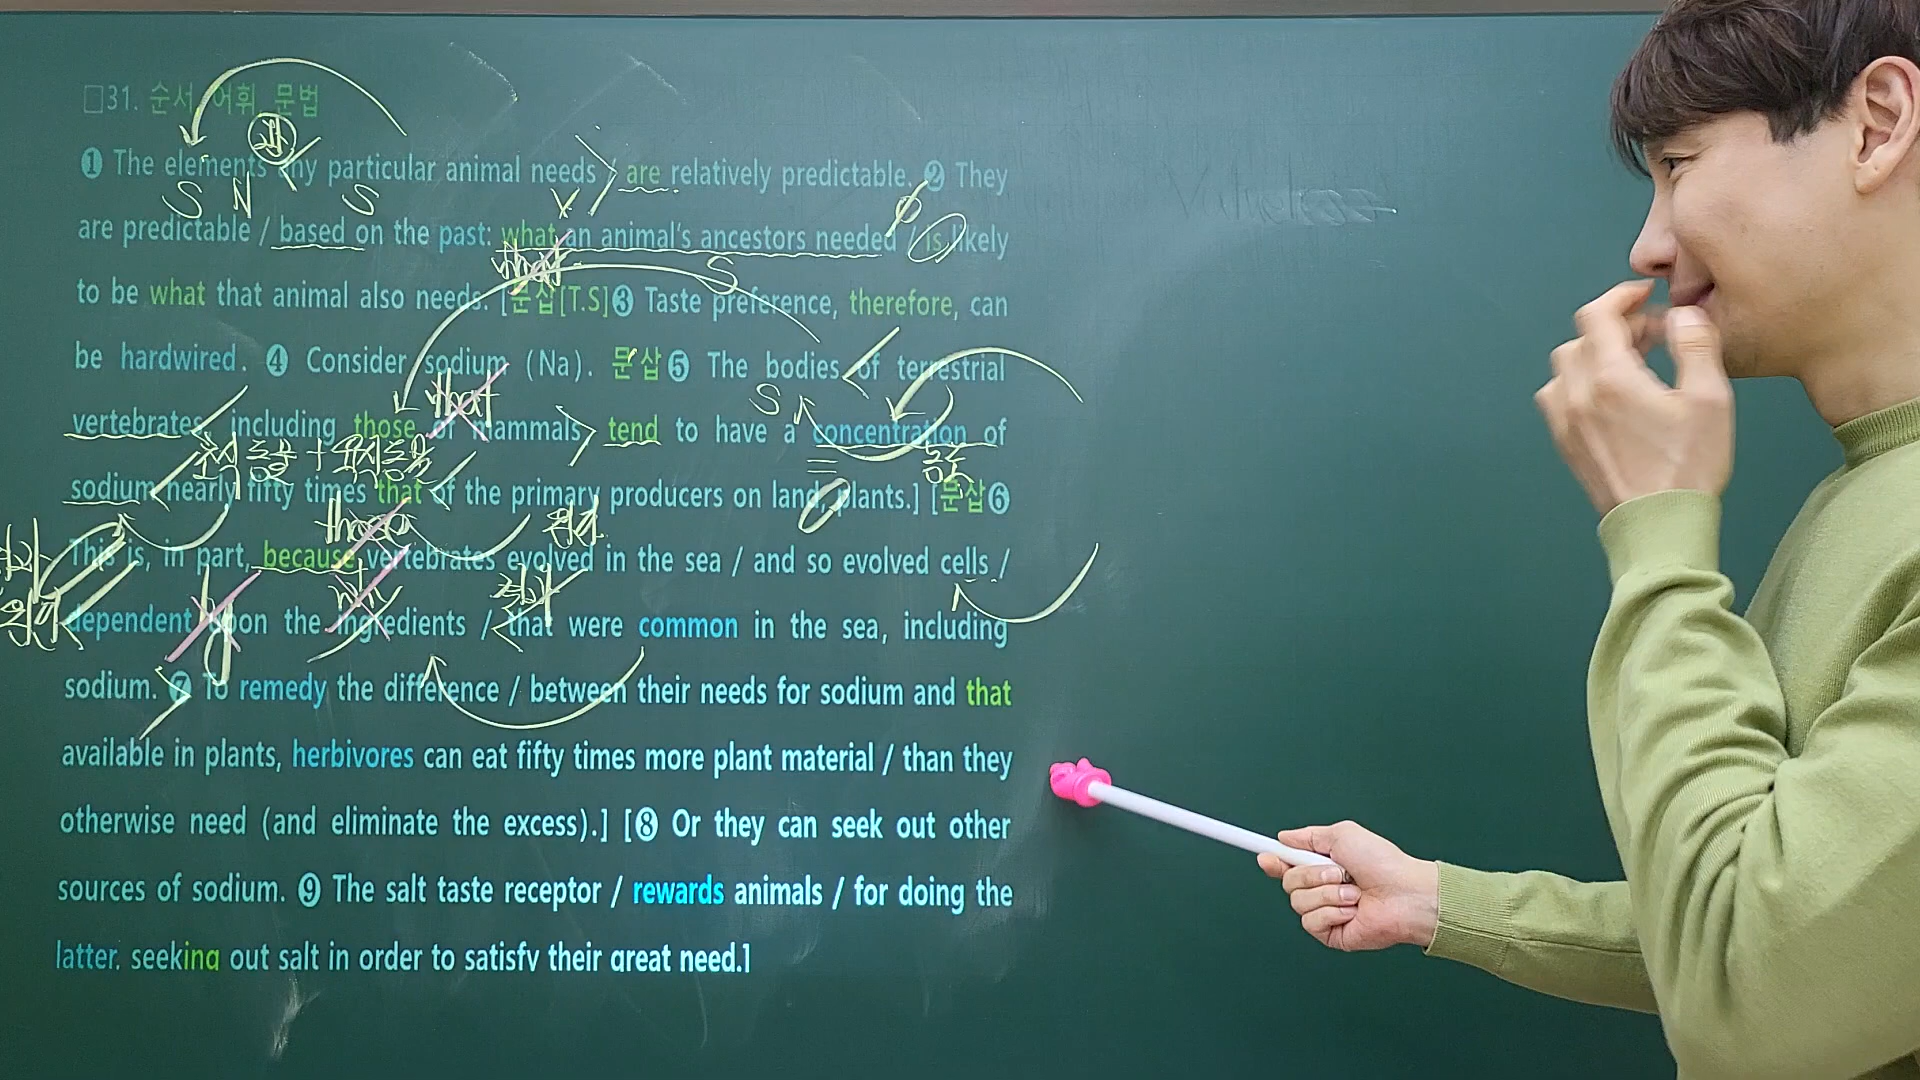 □31. 순서, 어휘, 문법
❶ The elements any particular animal needs / are relatively predictable. ❷ They
are predictable / based on the past: what an animal's ancestors needed / is likely
to be what that animal also needs. [문삽[T.S]❸ Taste preference, therefore, can
be hardwired. ❹ Consider sodium (Na). 문삽❺ The bodies of terrestrial
vertebrates, including those of mammals, tend to have a concentration of
sodium nearly fifty times that of the primary producers on land, plants.] [문삽❻
This is, in part, because vertebrates evolved in the sea / and so evolved cells /
dependent upon the ingredients / that were common in the sea, including
sodium. ❼ To remedy the difference / between their needs for sodium and that
available in plants, herbivores can eat fifty times more plant material / than they
otherwise need (and eliminate the excess).] [❽ Or they can seek out other
sources of sodium. ❾ The salt taste receptor / rewards animals / for doing the
latter, seeking out salt in order to satisfy their great need.]